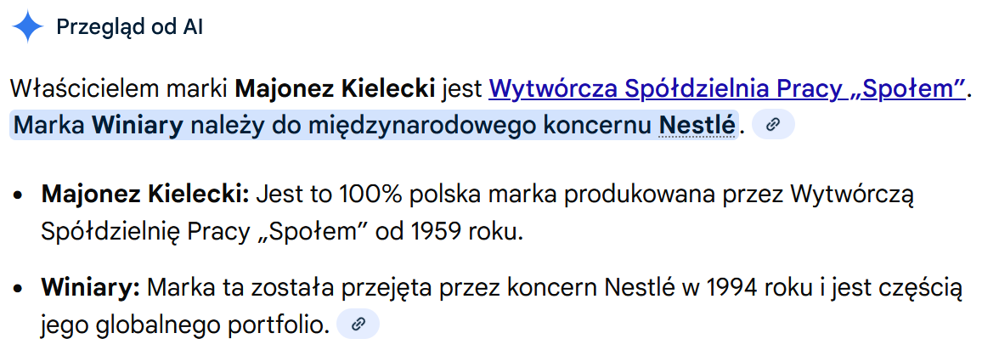 Przegląd od AI
Właścicielem marki Majonez Kielecki jest Wytwórcza Spółdzielnia Pracy „Społem”.
Marka Winiary należy do międzynarodowego koncernu Nestlé.
• Majonez Kielecki: Jest to 100% polska marka produkowana przez Wytwórczą
Spółdzielnię Pracy „Społem” od 1959 roku.
• Winiary: Marka ta została przejęta przez koncern Nestlé w 1994 roku i jest częścią
jego globalnego portfolio.